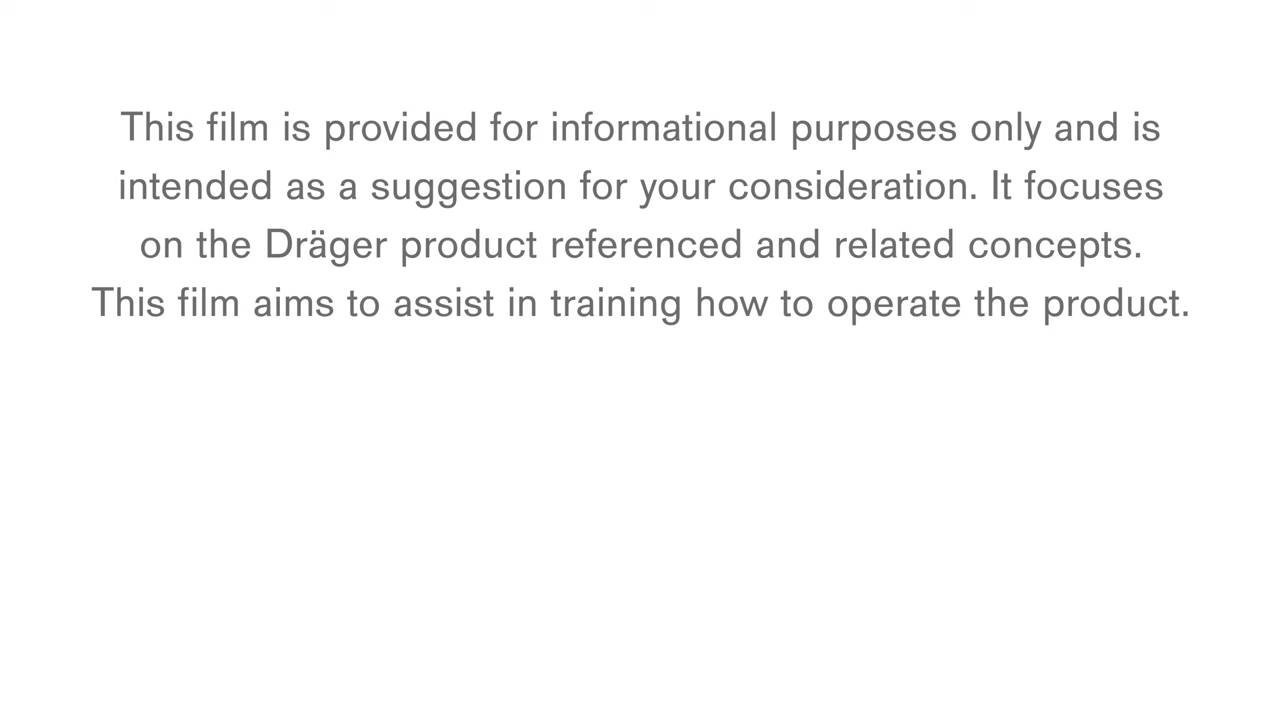 This film is provided for informational purposes only and is
intended as a suggestion for your consideration. It focuses
on the Dräger product referenced and related concepts.
This film aims to assist in training how to operate the product.